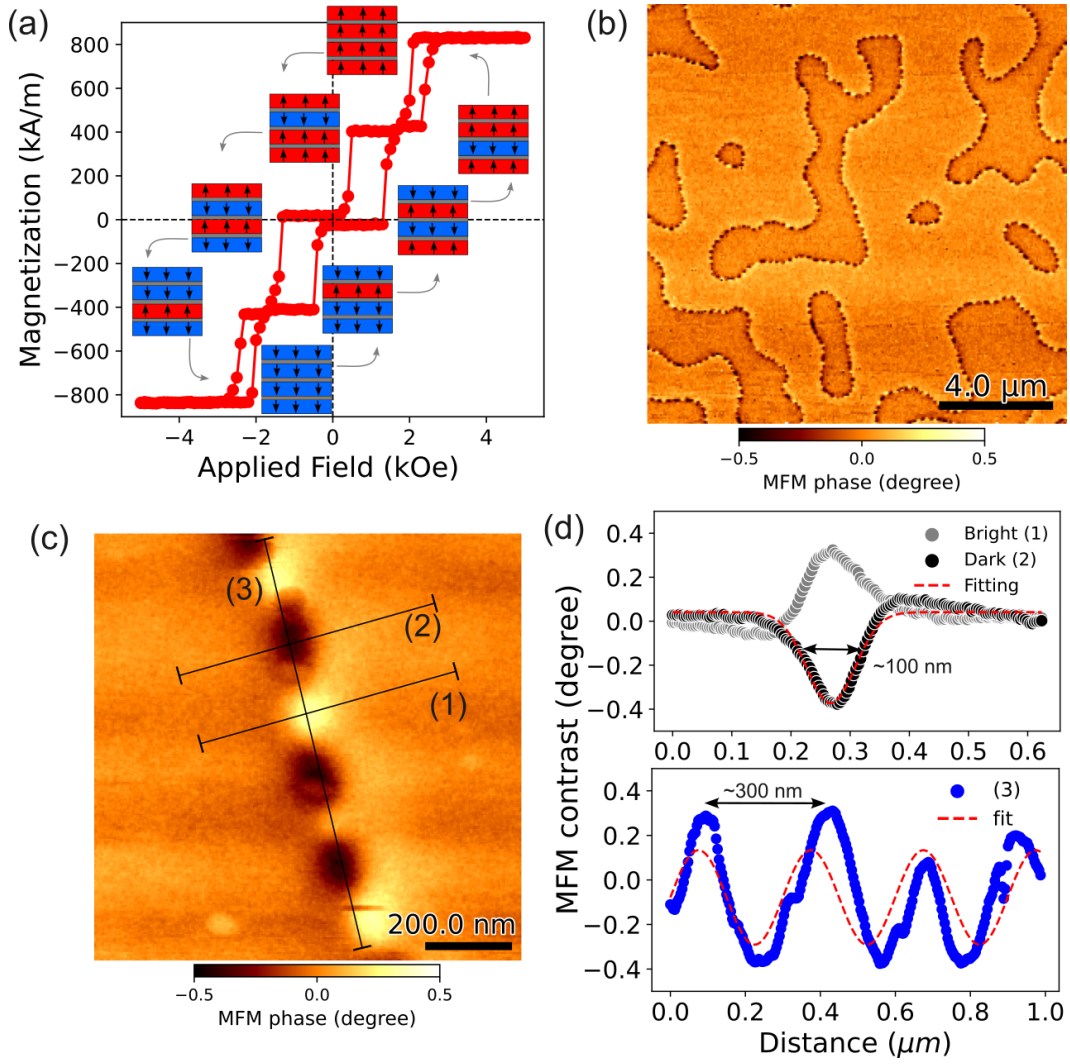 (a)
Magnetization (kA/m)
800
600
400
200
0
−200
−400
−600
−800
−4
−2
0
2
4
Applied Field (kOe)
(b)
4.0 μm
−0.5
0.0
0.5
MFM phase (degree)
(c)
(3)
(2)
(1)
200.0 nm
−0.5
0.0
0.5
MFM phase (degree)
(d)
MFM contrast (degree)
0.4
0.2
0.0
−0.2
−0.4
Bright (1)
Dark (2)
Fitting
~100 nm
0.0
0.1
0.2
0.3
0.4
0.5
0.6
0.4
0.2
0.0
−0.2
−0.4
~300 nm
(3)
fit
0.0
0.2
0.4
0.6
0.8
1.0
Distance (μm)